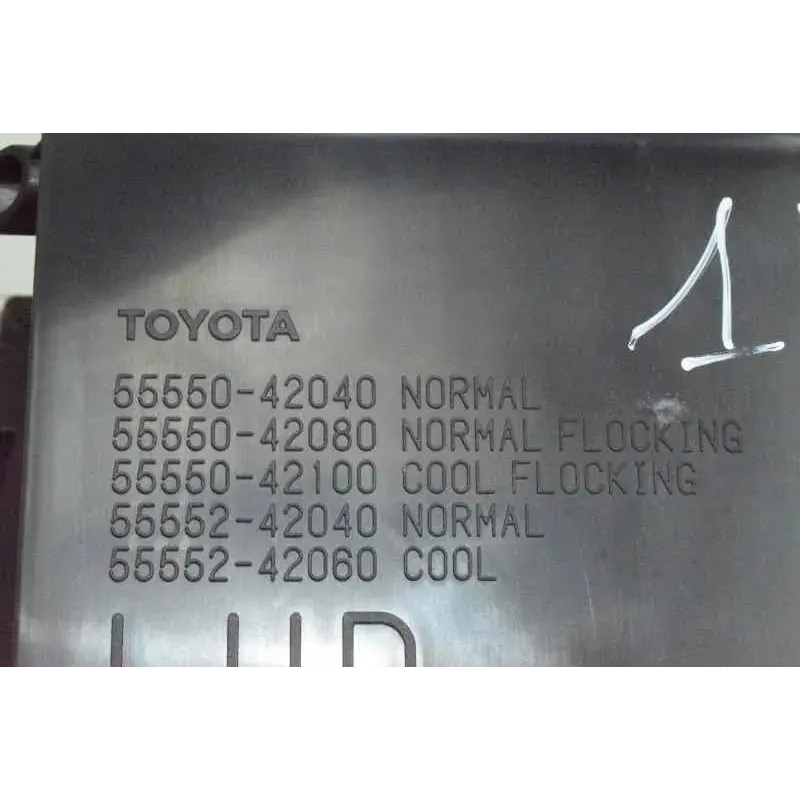 TOYOTA
55550-42040 NORMAL
55550-42080 NORMAL FLOCKING
55550-42100 COOL FLOCKING
55552-42040 NORMAL
55552-42060 COOL
LHD
1